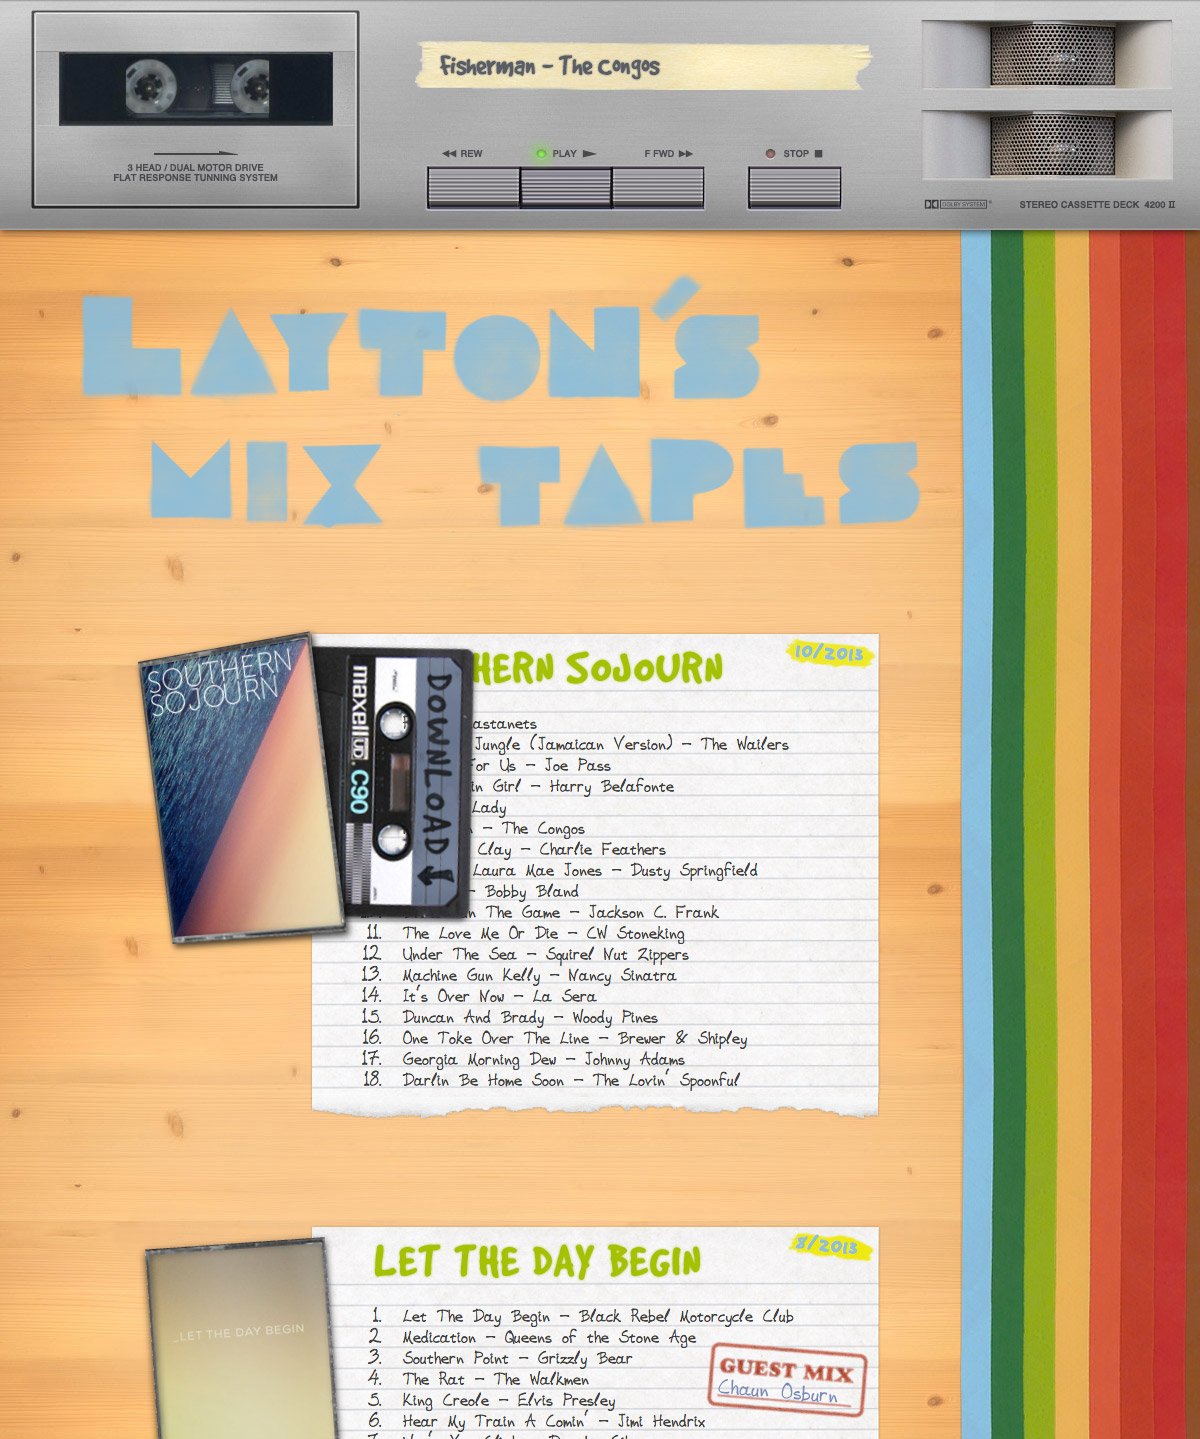 Fisherman - The Congos
REW
PLAY
F FWD
STOP
3 HEAD / DUAL MOTOR DRIVE
FLAT RESPONSE TUNNING SYSTEM
DOLBY SYSTEM
STEREO CASSETTE DECK 4200 II
LAYTON'S
MIX TAPES
SOUTHERN
SOJOURN
maxell UD C90
DOWNLOAD
HERN SOJOURN
10/2013
astanets
Jungle (Jamaican Version) - The Wailers
For Us - Joe Pass
in Girl - Harry Belafonte
Lady
- The Congos
Clay - Charlie Feathers
Laura Mae Jones - Dusty Springfield
- Bobby Bland
n The Game - Jackson C. Frank
11. The Love Me Or Die - CW Stoneking
12. Under The Sea - Squirel Nut Zippers
13. Machine Gun Kelly - Nancy Sinatra
14. It's Over Now - La Sera
15. Duncan And Brady - Woody Pines
16. One Toke Over The Line - Brewer & Shipley
17. Georgia Morning Dew - Johnny Adams
18. Darlin Be Home Soon - The Lovin' Spoonful
LET THE DAY BEGIN
8/2013
_LET THE DAY BEGIN
1. Let The Day Begin - Black Rebel Motorcycle Club
2. Medication - Queens of the Stone Age
3. Southern Point - Grizzly Bear
4. The Rat - The Walkmen
5. King Creole - Elvis Presley
6. Hear My Train A Comin' - Jimi Hendrix
GUEST MIX
Chaun Osburn